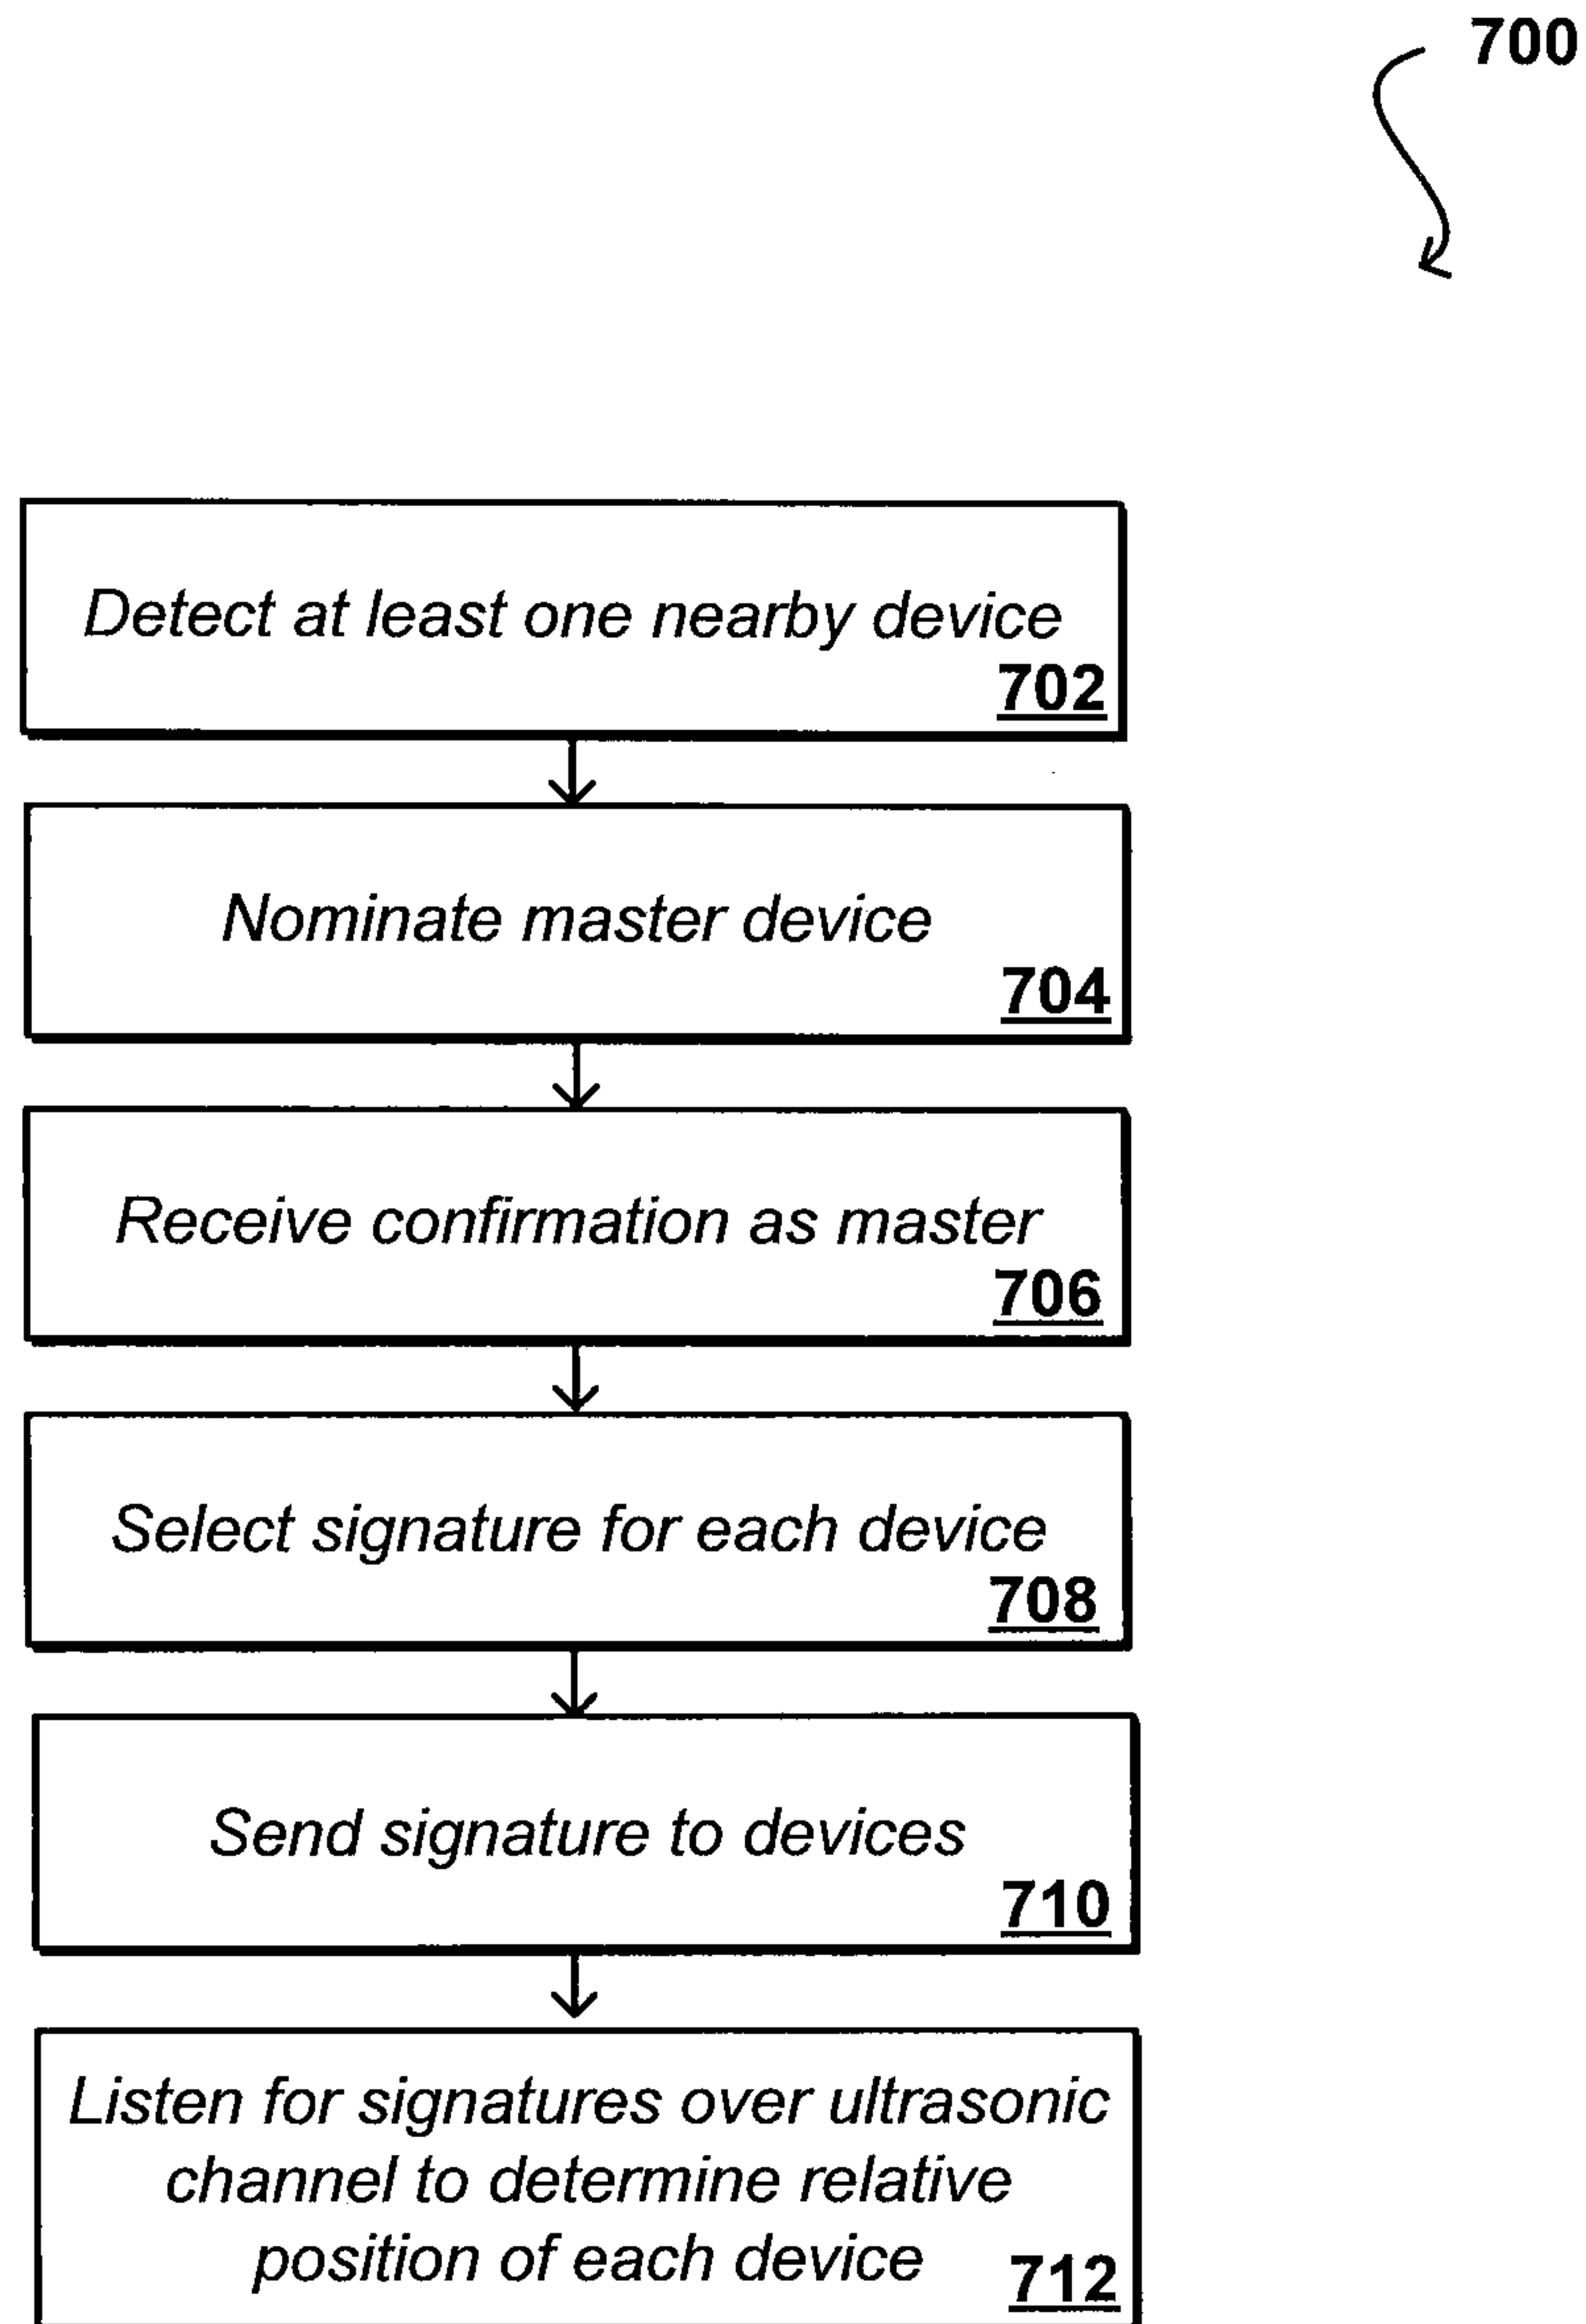 700
Detect at least one nearby device
702
Nominate master device
704
Receive confirmation as master
706
Select signature for each device
708
Send signature to devices
710
Listen for signatures over ultrasonic
channel to determine relative
position of each device
712